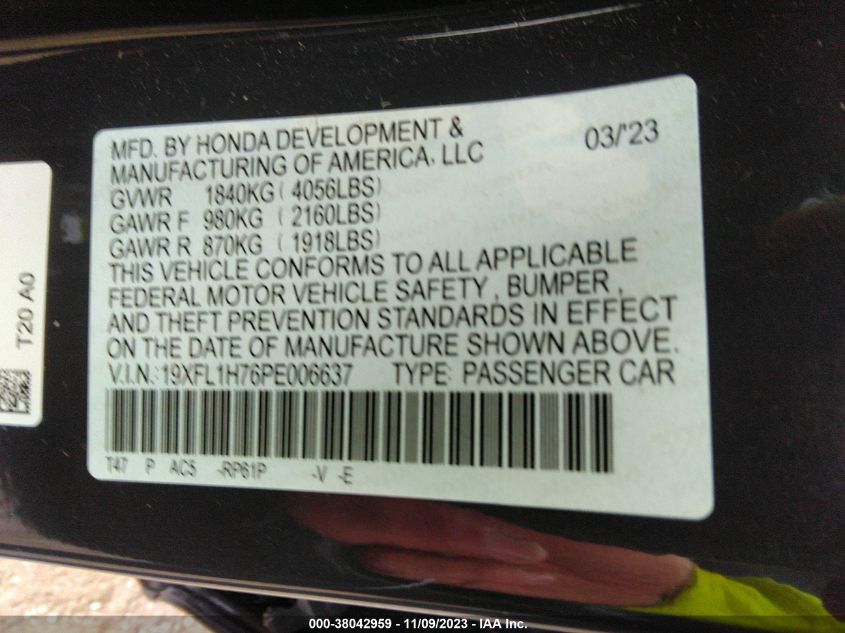 MFD. BY HONDA DEVELOPMENT &
MANUFACTURING OF AMERICA, LLC
03/'23
GVWR 1840KG ( 4056LBS)
GAWR F 980KG ( 2160LBS)
GAWR R 870KG ( 1918LBS)
THIS VEHICLE CONFORMS TO ALL APPLICABLE
FEDERAL MOTOR VEHICLE SAFETY, BUMPER,
AND THEFT PREVENTION STANDARDS IN EFFECT
ON THE DATE OF MANUFACTURE SHOWN ABOVE.
V.I.N.: 19XFL1H76PE006637 TYPE: PASSENGER CAR
T47 P AC5 -RP61P -V -E
T20 A0
000-38042959 - 11/09/2023 - IAA Inc.